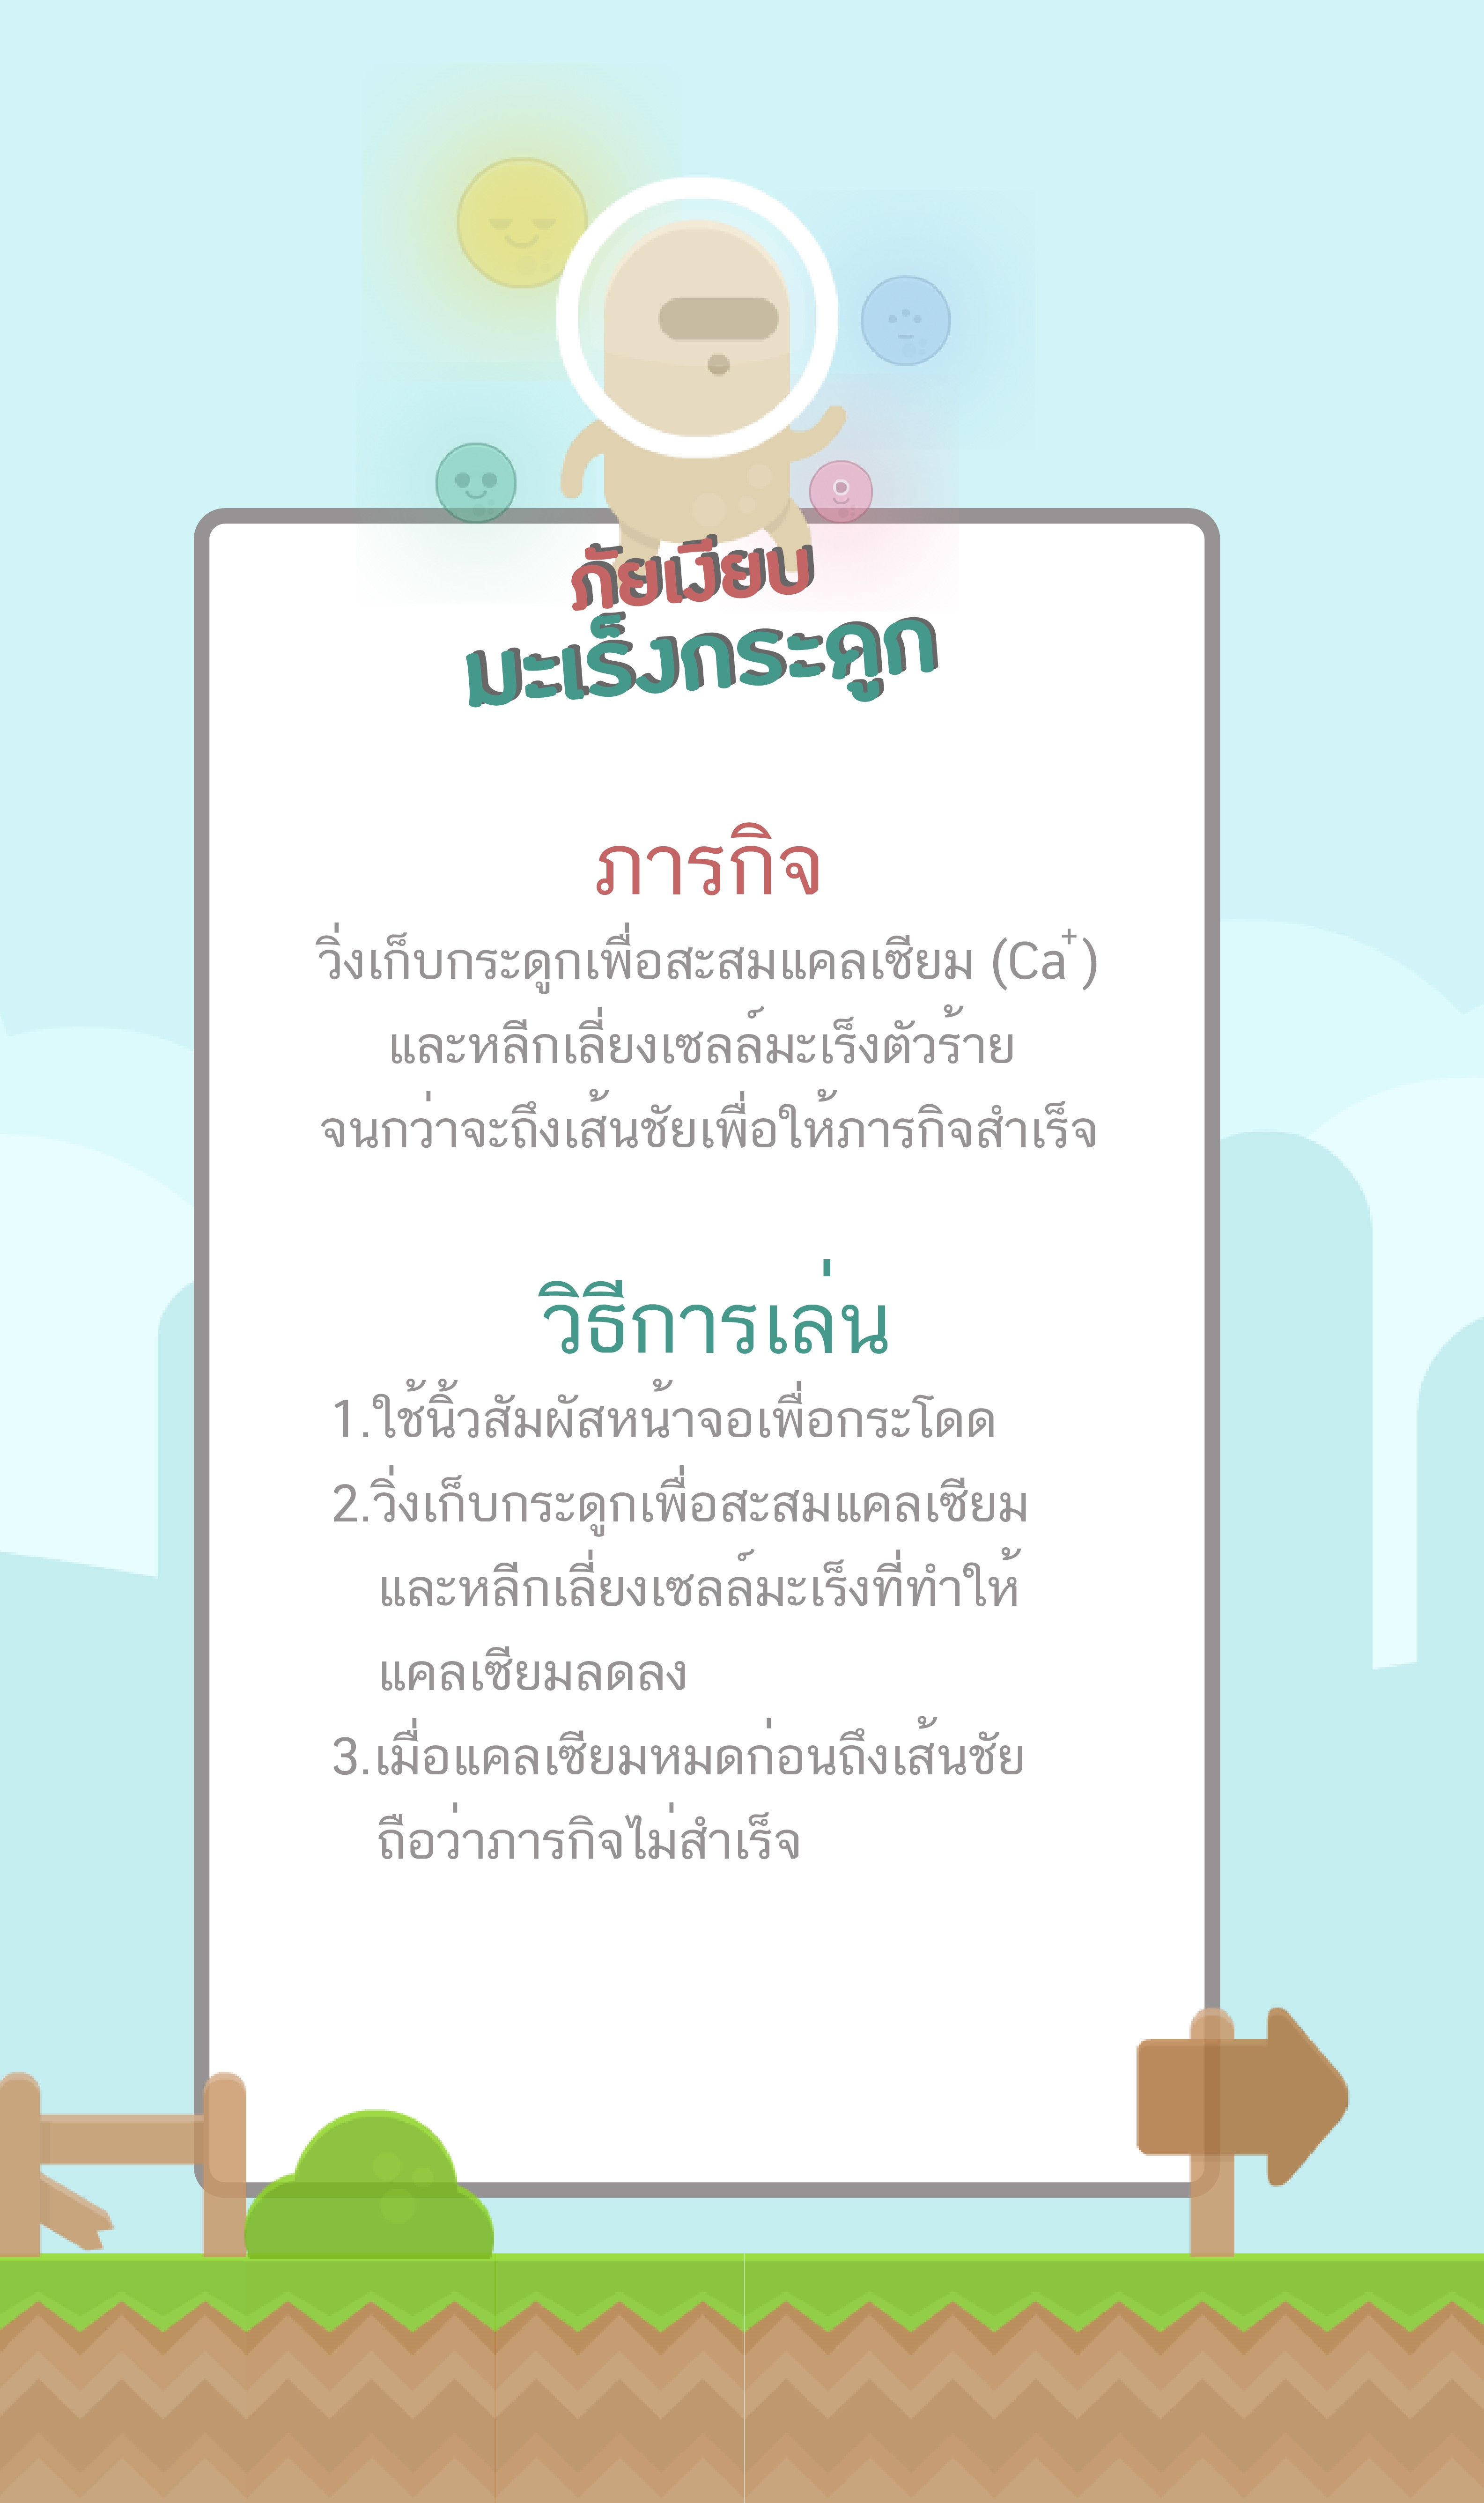 ภัยเงียบ
มะเร็งกระดูก
ภารกิจ
วิ่งเก็บกระดูกเพื่อสะสมแคลเซียม (Ca⁺)
และหลีกเลี่ยงเซลล์มะเร็งตัวร้าย
จนกว่าจะถึงเส้นชัยเพื่อให้ภารกิจสำเร็จ
วิธีการเล่น
1.ใช้นิ้วสัมผัสหน้าจอเพื่อกระโดด
2.วิ่งเก็บกระดูกเพื่อสะสมแคลเซียม
และหลีกเลี่ยงเซลล์มะเร็งที่ทำให้
แคลเซียมลดลง
3.เมื่อแคลเซียมหมดก่อนถึงเส้นชัย
ถือว่าภารกิจไม่สำเร็จ